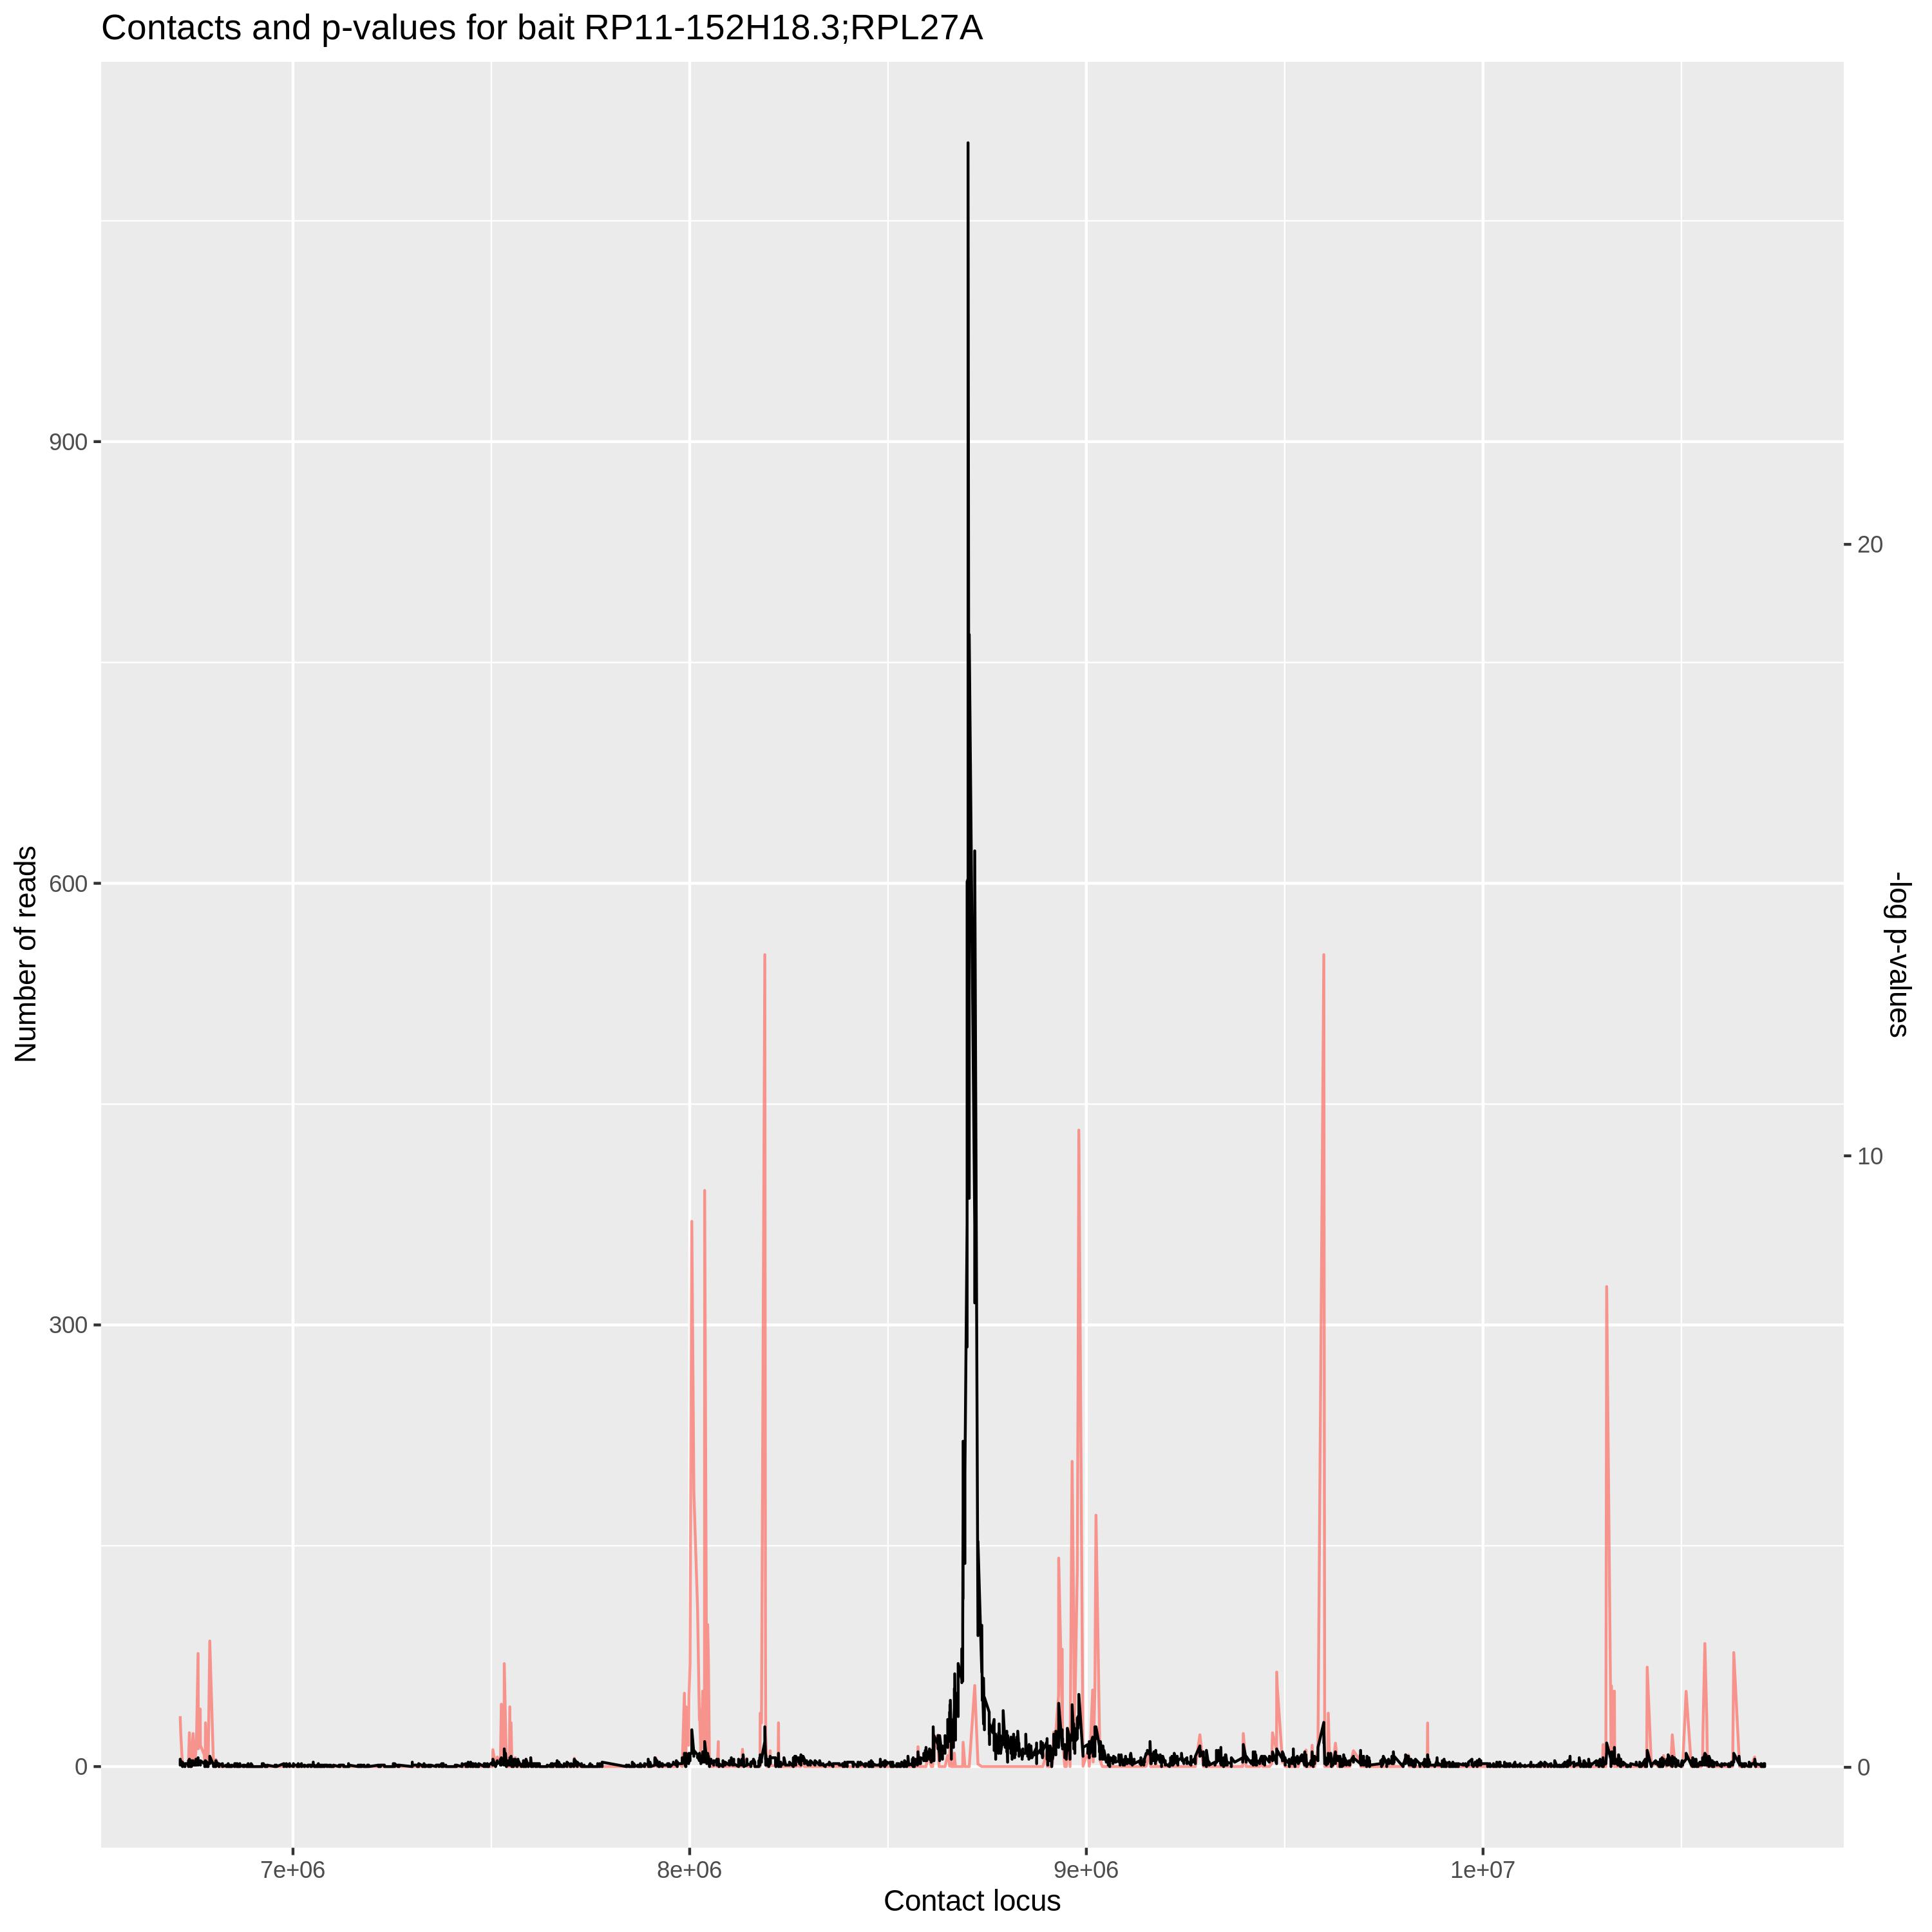 Contacts and p-values for bait RP11-152H18.3;RPL27A
Number of reads
900
600
300
0
20
10
0
-log p-values
7e+06
8e+06
9e+06
1e+07
Contact locus